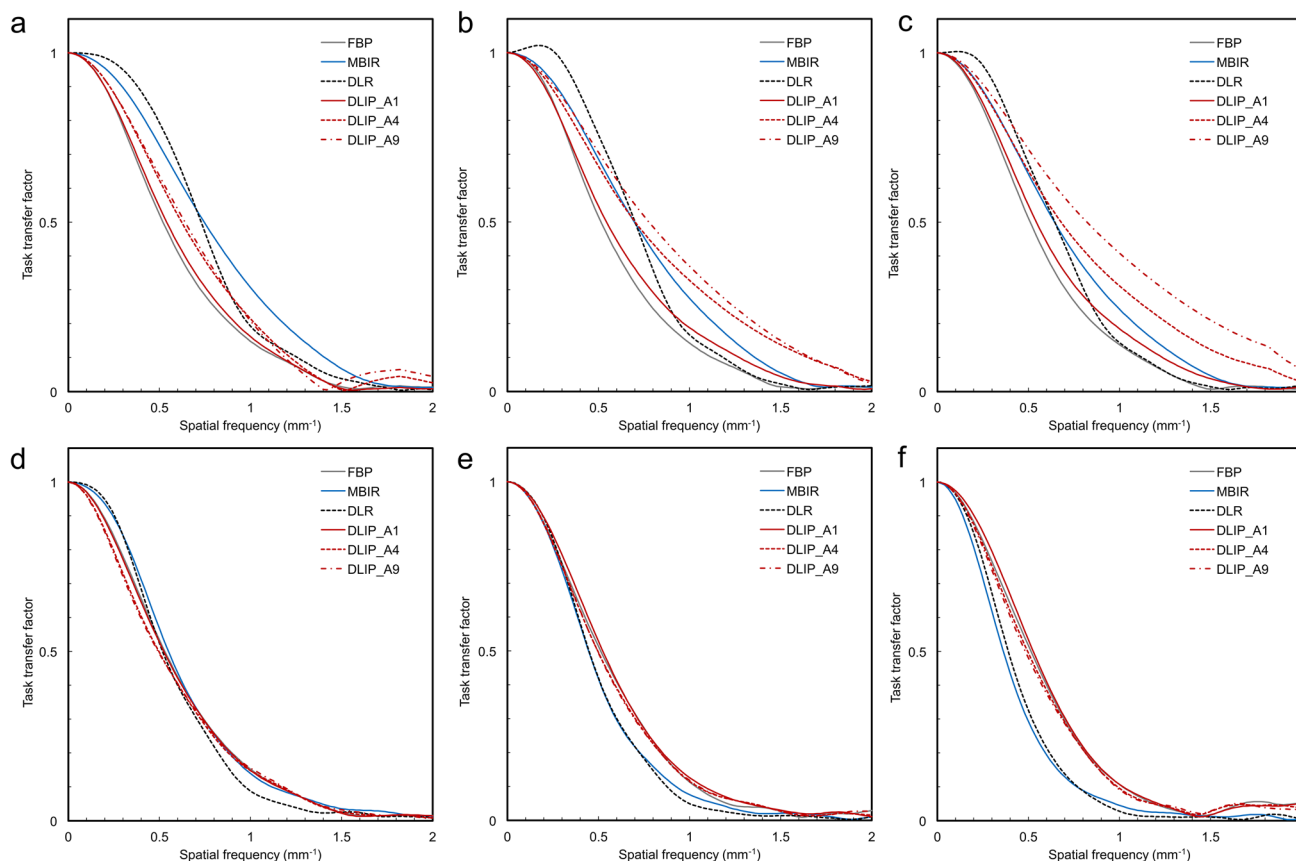 a
1
0.5
0
Task transfer factor
FBP
MBIR
DLR
DLIP_A1
DLIP_A4
DLIP_A9
0
0.5
1
1.5
2
Spatial frequency (mm-1)
b
1
0.5
0
Task transfer factor
FBP
MBIR
DLR
DLIP_A1
DLIP_A4
DLIP_A9
0
0.5
1
1.5
2
Spatial frequency (mm-1)
c
1
0.5
0
Task transfer factor
FBP
MBIR
DLR
DLIP_A1
DLIP_A4
DLIP_A9
0
0.5
1
1.5
Spatial frequency (mm-1)
d
1
0.5
0
Task transfer factor
FBP
MBIR
DLR
DLIP_A1
DLIP_A4
DLIP_A9
0
0.5
1
1.5
2
Spatial frequency (mm-1)
e
1
0.5
0
Task transfer factor
FBP
MBIR
DLR
DLIP_A1
DLIP_A4
DLIP_A9
0
0.5
1
1.5
2
Spatial frequency (mm-1)
f
1
0.5
0
Task transfer factor
FBP
MBIR
DLR
DLIP_A1
DLIP_A4
DLIP_A9
0
0.5
1
1.5
Spatial frequency (mm-1)